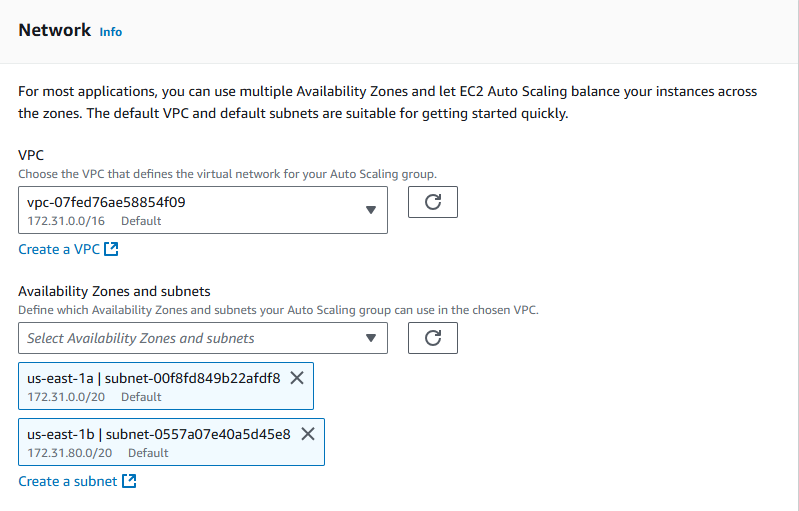 Network Info
For most applications, you can use multiple Availability Zones and let EC2 Auto Scaling balance your instances across
the zones. The default VPC and default subnets are suitable for getting started quickly.
VPC
Choose the VPC that defines the virtual network for your Auto Scaling group.
vpc-07fed76ae58854f09
172.31.0.0/16 Default
Create a VPC
Availability Zones and subnets
Define which Availability Zones and subnets your Auto Scaling group can use in the chosen VPC.
Select Availability Zones and subnets
us-east-1a | subnet-00f8fd849b22afdf8
172.31.0.0/20 Default
us-east-1b | subnet-0557a07e40a5d45e8
172.31.80.0/20 Default
Create a subnet